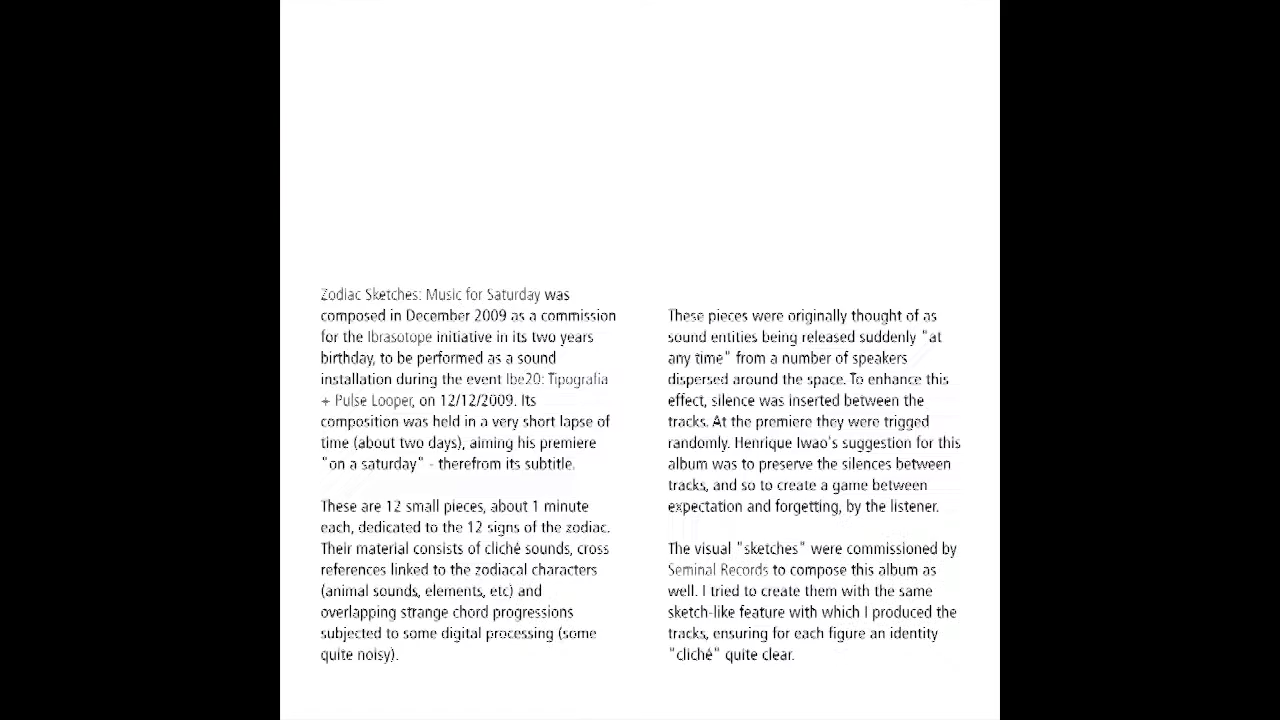 Zodiac Sketches: Music for Saturday was
composed in December 2009 as a commission
for the Ibrasotope initiative in its two years
birthday, to be performed as a sound
installation during the event Ibe20: Tipografia
+ Pulse Looper, on 12/12/2009. Its
composition was held in a very short lapse of
time (about two days), aiming his premiere
"on a saturday" - therefrom its subtitle.
These are 12 small pieces, about 1 minute
each, dedicated to the 12 signs of the zodiac.
Their material consists of cliché sounds, cross
references linked to the zodiacal characters
(animal sounds, elements, etc) and
overlapping strange chord progressions
subjected to some digital processing (some
quite noisy).
These pieces were originally thought of as
sound entities being released suddenly "at
any time" from a number of speakers
dispersed around the space. To enhance this
effect, silence was inserted between the
tracks. At the premiere they were trigged
randomly. Henrique Iwao's suggestion for this
album was to preserve the silences between
tracks, and so to create a game between
expectation and forgetting, by the listener.
The visual "sketches" were commissioned by
Seminal Records to compose this album as
well. I tried to create them with the same
sketch-like feature with which I produced the
tracks, ensuring for each figure an identity
"cliché" quite clear.